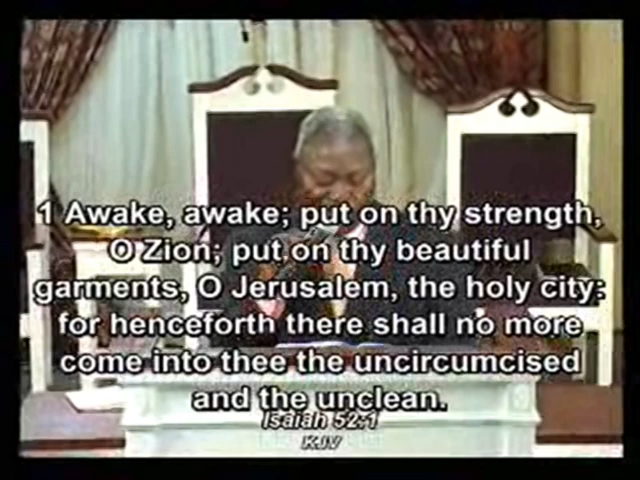 1 Awake, awake; put on thy strength,
O Zion; put on thy beautiful
garments, O Jerusalem, the holy city:
for henceforth there shall no more
come into thee the uncircumcised
and the unclean.
Isaiah 52:1
KJV